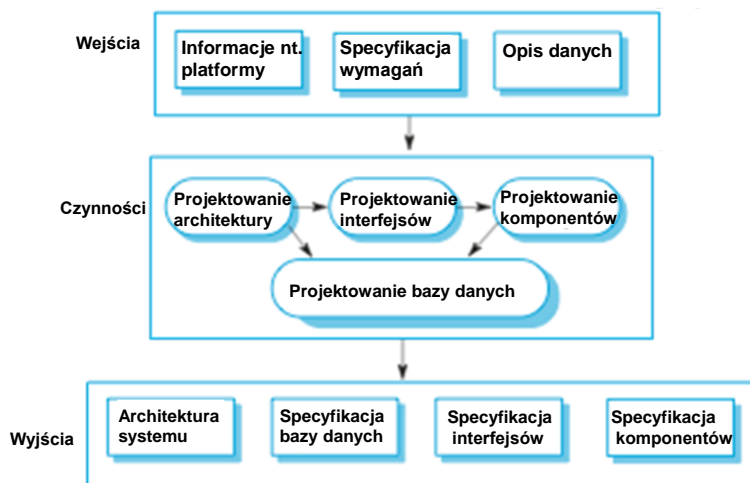 Wejścia
Informacje nt.
platformy
Specyfikacja
wymagań
Opis danych
Czynności
Projektowanie
architektury
Projektowanie
interfejsów
Projektowanie
komponentów
Projektowanie bazy danych
Wyjścia
Architektura
systemu
Specyfikacja
bazy danych
Specyfikacja
interfejsów
Specyfikacja
komponentów